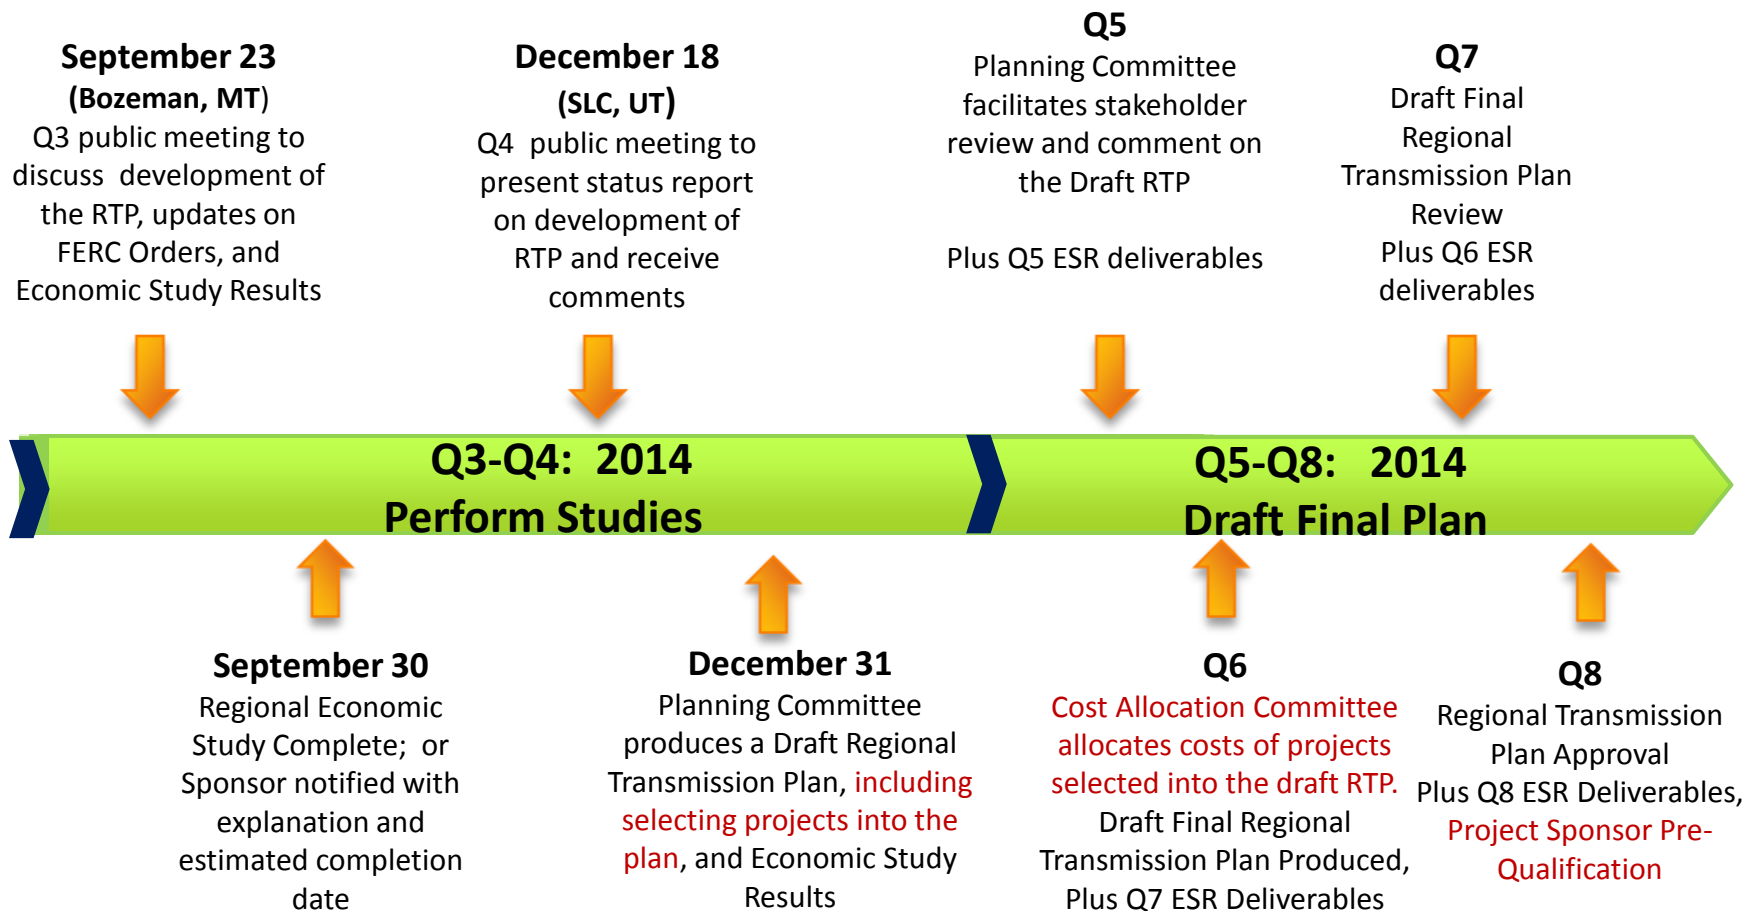 September 23
(Bozeman, MT)
Q3 public meeting to
discuss development of
the RTP, updates on
FERC Orders, and
Economic Study Results
December 18
(SLC, UT)
Q4 public meeting to
present status report
on development of
RTP and receive
comments
Q5
Planning Committee
facilitates stakeholder
review and comment on
the Draft RTP
Plus Q5 ESR deliverables
Q7
Draft Final
Regional
Transmission Plan
Review
Plus Q6 ESR
deliverables
Q3-Q4: 2014
Perform Studies
Q5-Q8: 2014
Draft Final Plan
September 30
Regional Economic
Study Complete; or
Sponsor notified with
explanation and
estimated completion
date
December 31
Planning Committee
produces a Draft Regional
Transmission Plan, including
selecting projects into the
plan, and Economic Study
Results
Q6
Cost Allocation Committee
allocates costs of projects
selected into the draft RTP.
Draft Final Regional
Transmission Plan Produced,
Plus Q7 ESR Deliverables
Q8
Regional Transmission
Plan Approval
Plus Q8 ESR Deliverables,
Project Sponsor Pre-
Qualification